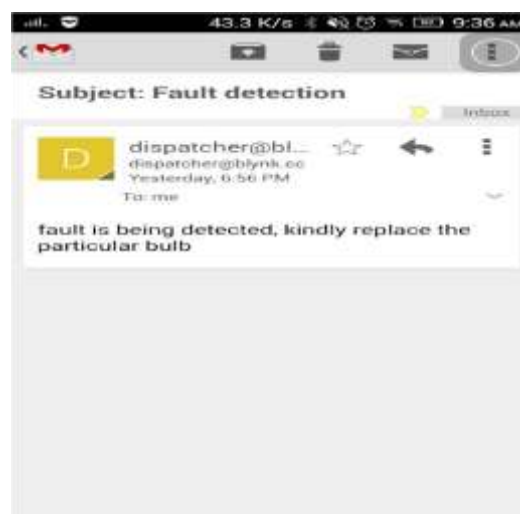 43.3 K/s 9:36 AM
Subject: Fault detection
Inbox
D
dispatcher@bl...
dispatcher@blynk.cc
Yesterday, 6:56 PM
To: me
fault is being detected, kindly replace the
particular bulb